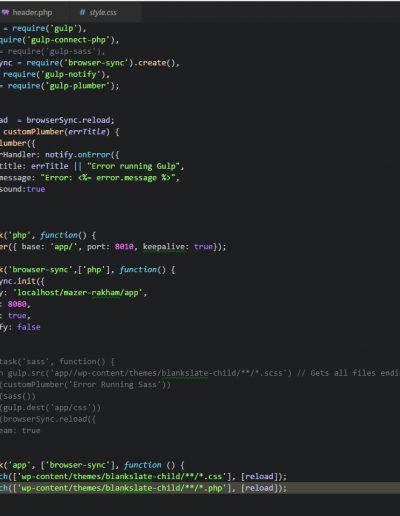 header.php # style.css
= require('gulp'),
quire('gulp-connect-php'),
= require('gulp-sass'),
ync = require('browser-sync').create(),
require('gulp-notify'),
= require('gulp-plumber');
ad = browserSync.reload;
customPlumber(errTitle) {
lumber({
rHandler: notify.onError({
title: errTitle || "Error running Gulp",
message: "Error: <%= error.message %>",
sound:true
k('php', function() {
er({ base: 'app/', port: 8010, keepalive: true});
k('browser-sync',['php'], function() {
ync.init({
y: 'localhost/mazer-rakham/app',
: 8080,
: true,
fy: false
task('sass', function() {
n gulp.src('app//wp-content/themes/blankslate-child/**/*.scss') // Gets all files endi
(customPlumber('Error Running Sass'))
(sass())
(gulp.dest('app/css'))
(browserSync.reload({
eam: true
k('app', ['browser-sync'], function () {
ch(['wp-content/themes/blankslate-child/**/*.css'], [reload]);
ch(['wp-content/themes/blankslate-child/**/*.php'], [reload]);